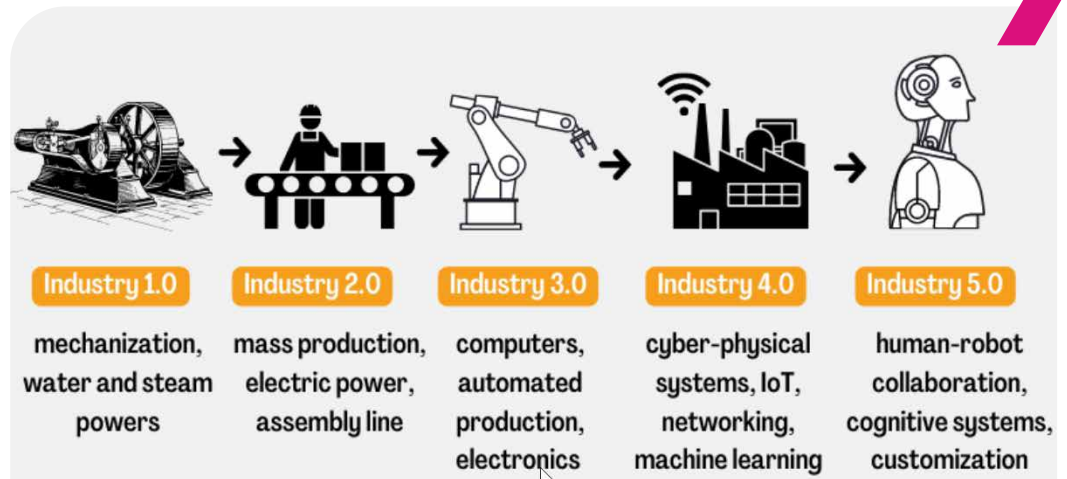 Industry 1.0
mechanization,
water and steam
powers
Industry 2.0
mass production,
electric power,
assembly line
Industry 3.0
computers,
automated
production,
electronics
Industry 4.0
cyber-physical
systems, IoT,
networking,
machine learning
Industry 5.0
human-robot
collaboration,
cognitive systems,
customization